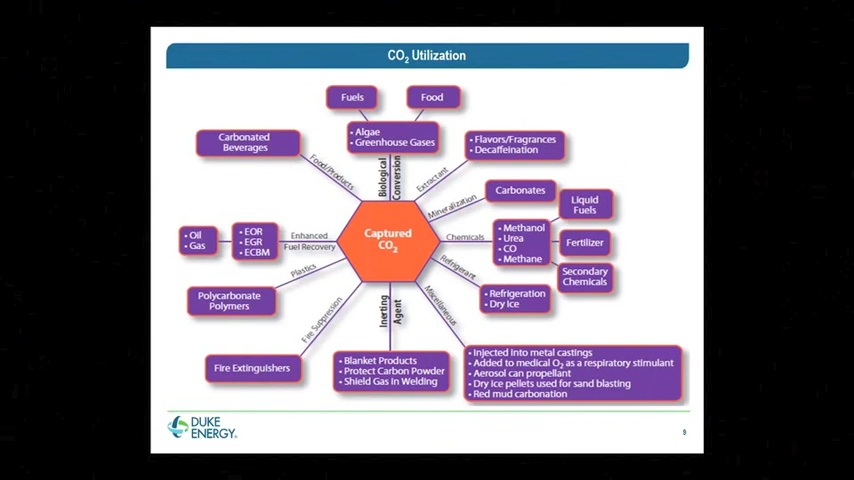 CO₂ Utilization
Fuels
Food
• Algae
• Greenhouse Gases
Carbonated
Beverages
• Flavors/Fragrances
• Decaffeination
Food/Products
Biological
Conversion
Extractant
Carbonates
Mineralization
Liquid
Fuels
• Oil
• Gas
• EOR
• EGR
• ECBM
Enhanced
Fuel Recovery
Captured
CO₂
Chemicals
• Methanol
• Urea
• CO
• Methane
Fertilizer
Secondary
Chemicals
Plastics
Refrigerant
Polycarbonate
Polymers
• Refrigeration
• Dry Ice
Fire Suppression
Inerting
Agent
Miscellaneous
Fire Extinguishers
• Blanket Products
• Protect Carbon Powder
• Shield Gas in Welding
• Injected into metal castings
• Added to medical O₂ as a respiratory stimulant
• Aerosol can propellant
• Dry ice pellets used for sand blasting
• Red mud carbonation
DUKE
ENERGY®
9